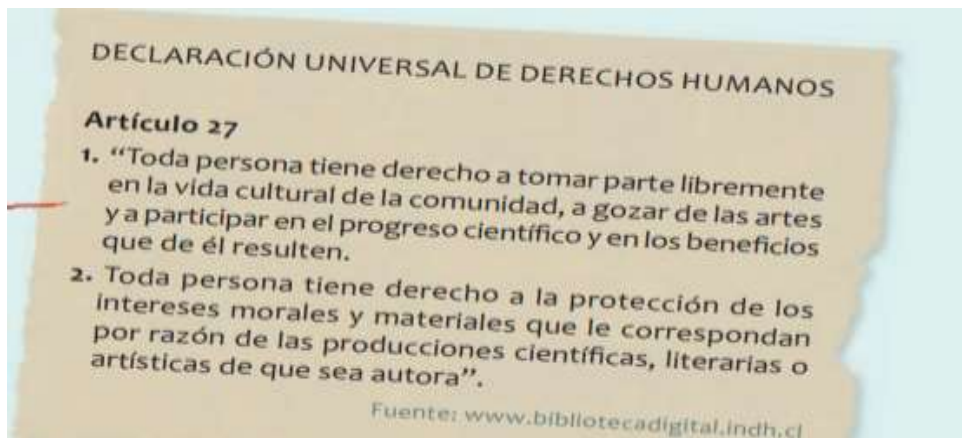 DECLARACIÓN UNIVERSAL DE DERECHOS HUMANOS
Artículo 27
1. “Toda persona tiene derecho a tomar parte libremente
en la vida cultural de la comunidad, a gozar de las artes
y a participar en el progreso científico y en los beneficios
que de él resulten.
2. Toda persona tiene derecho a la protección de los
intereses morales y materiales que le correspondan
por razón de las producciones científicas, literarias o
artísticas de que sea autora”.
Fuente: www.bibliotecadigital.indh.cl